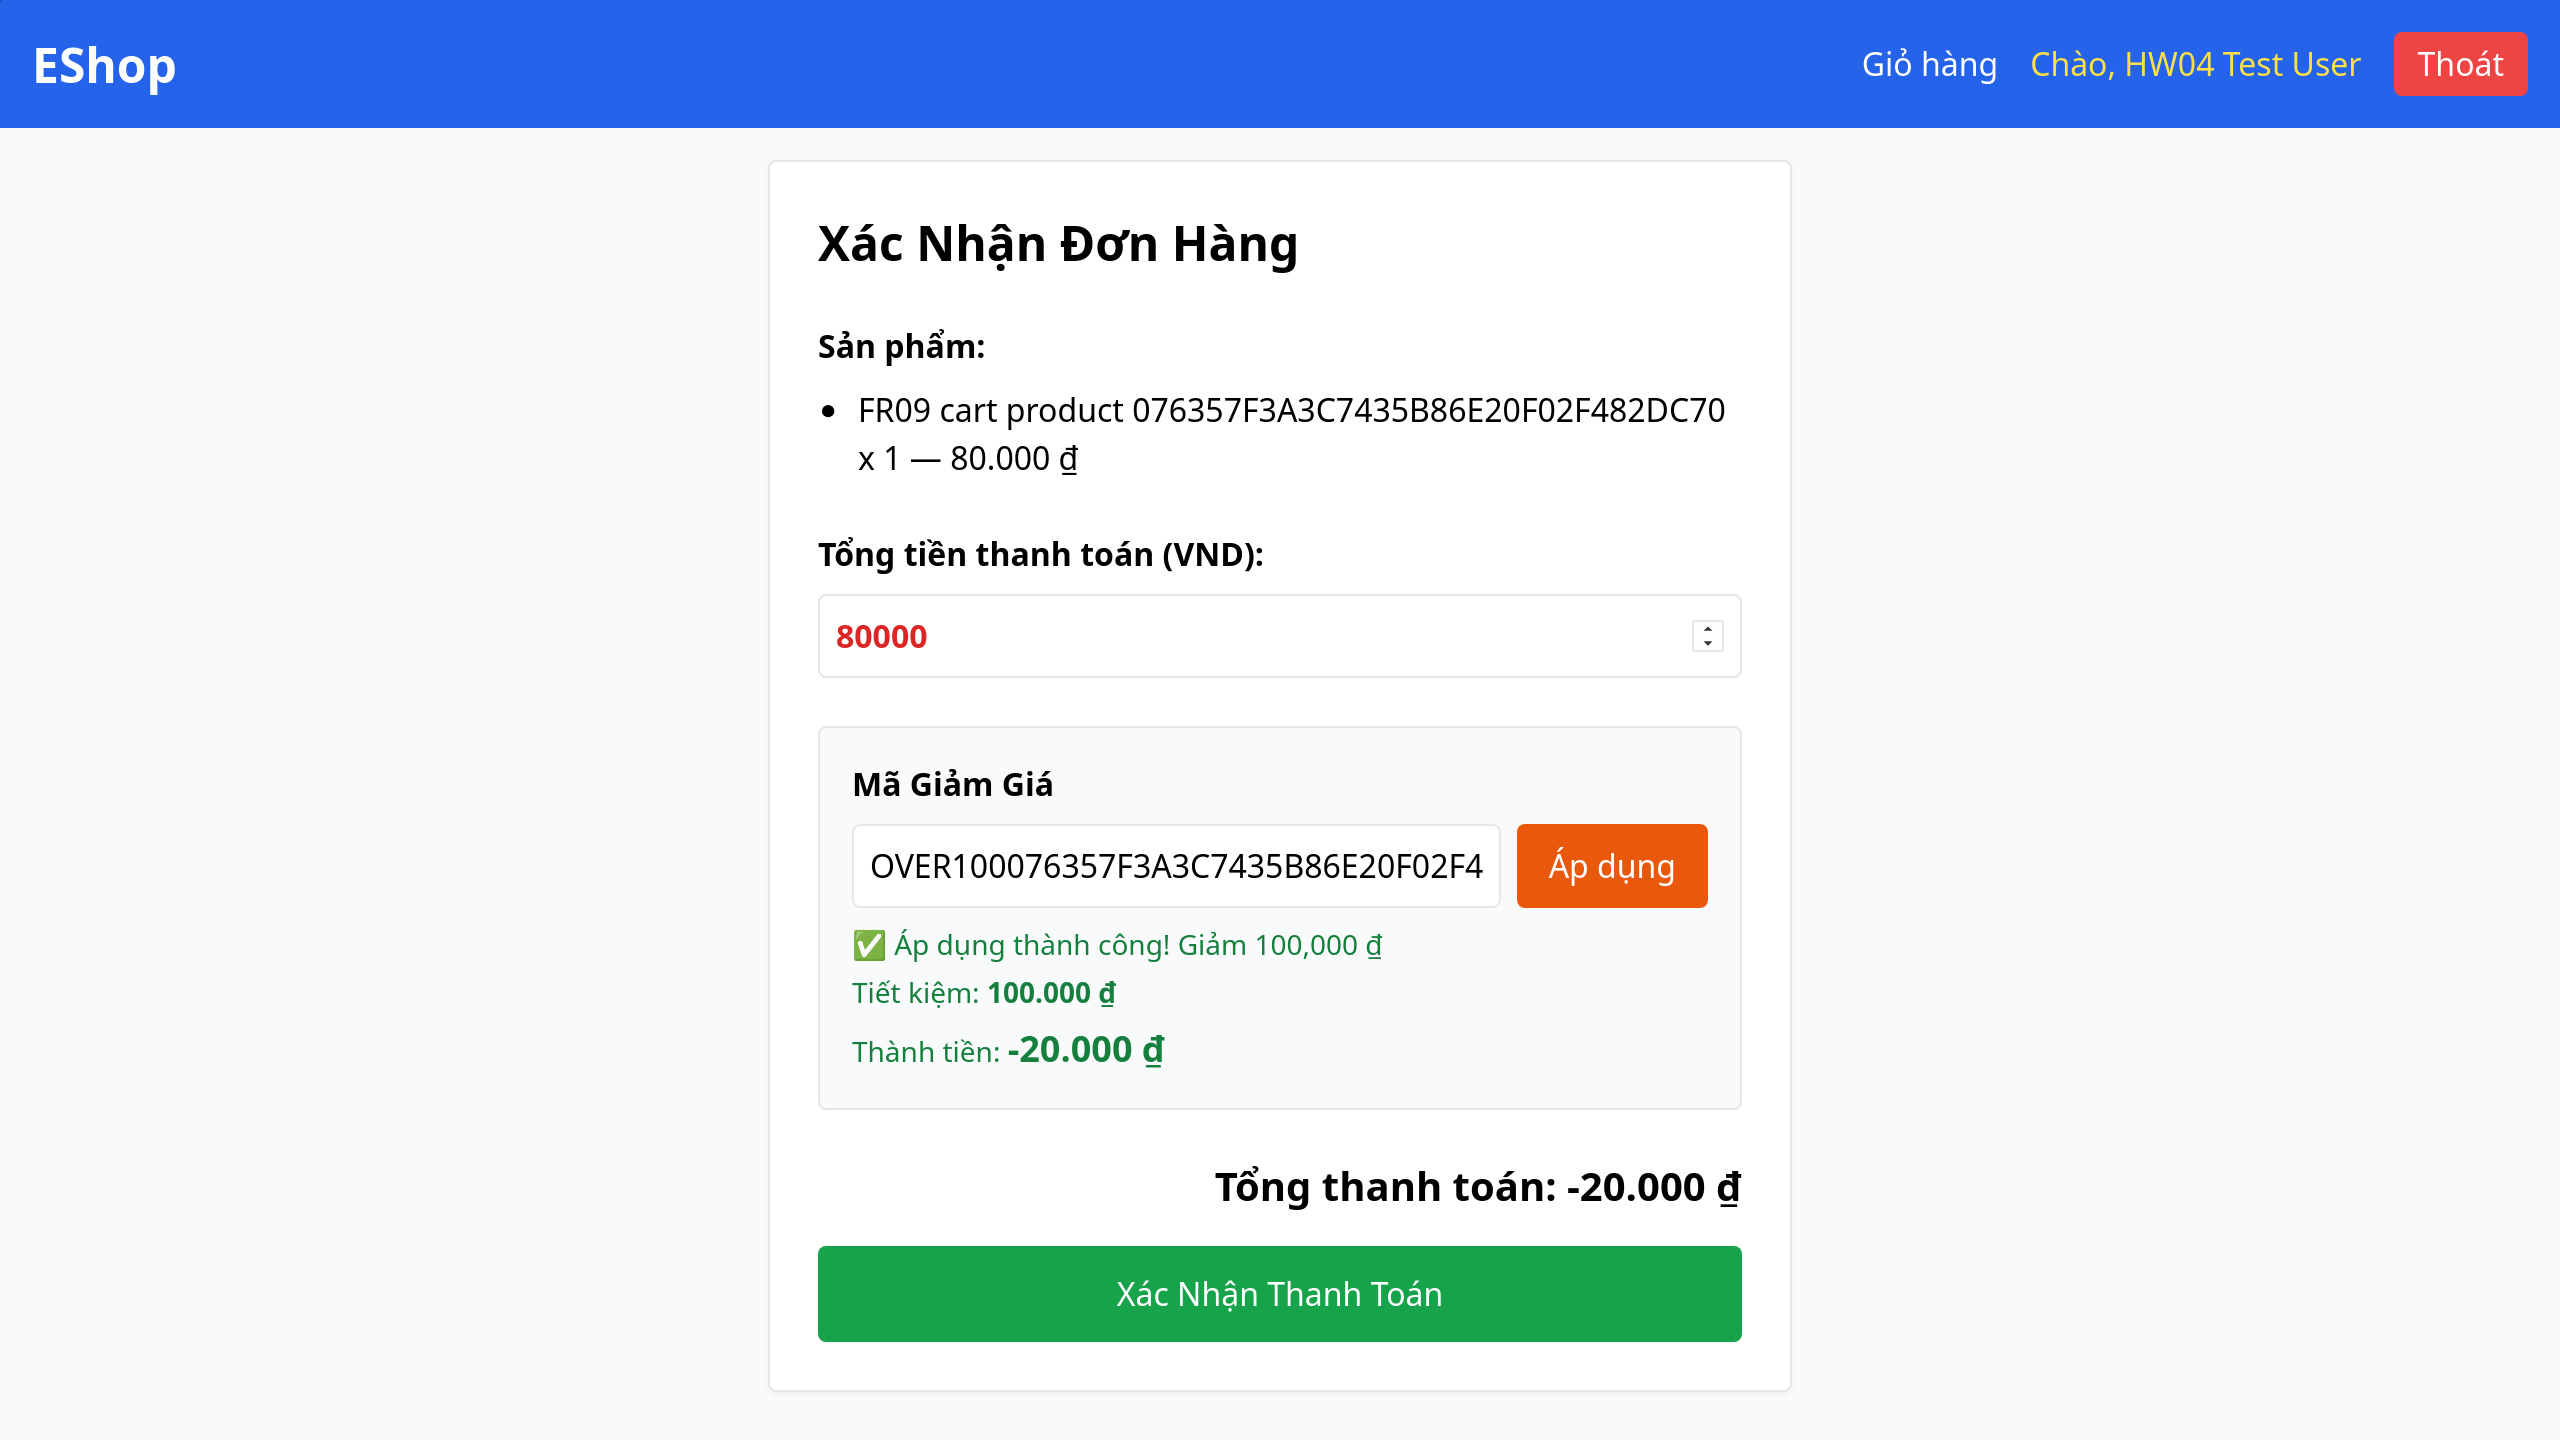 EShop
Giỏ hàng
Chào, HW04 Test User
Thoát
Xác Nhận Đơn Hàng
Sản phẩm:
FR09 cart product 076357F3A3C7435B86E20F02F482DC70
x 1 — 80.000 ₫
Tổng tiền thanh toán (VND):
80000
Mã Giảm Giá
OVER100076357F3A3C7435B86E20F02F4
Áp dụng
✅ Áp dụng thành công! Giảm 100,000 ₫
Tiết kiệm: 100.000 ₫
Thành tiền: -20.000 ₫
Tổng thanh toán: -20.000 ₫
Xác Nhận Thanh Toán